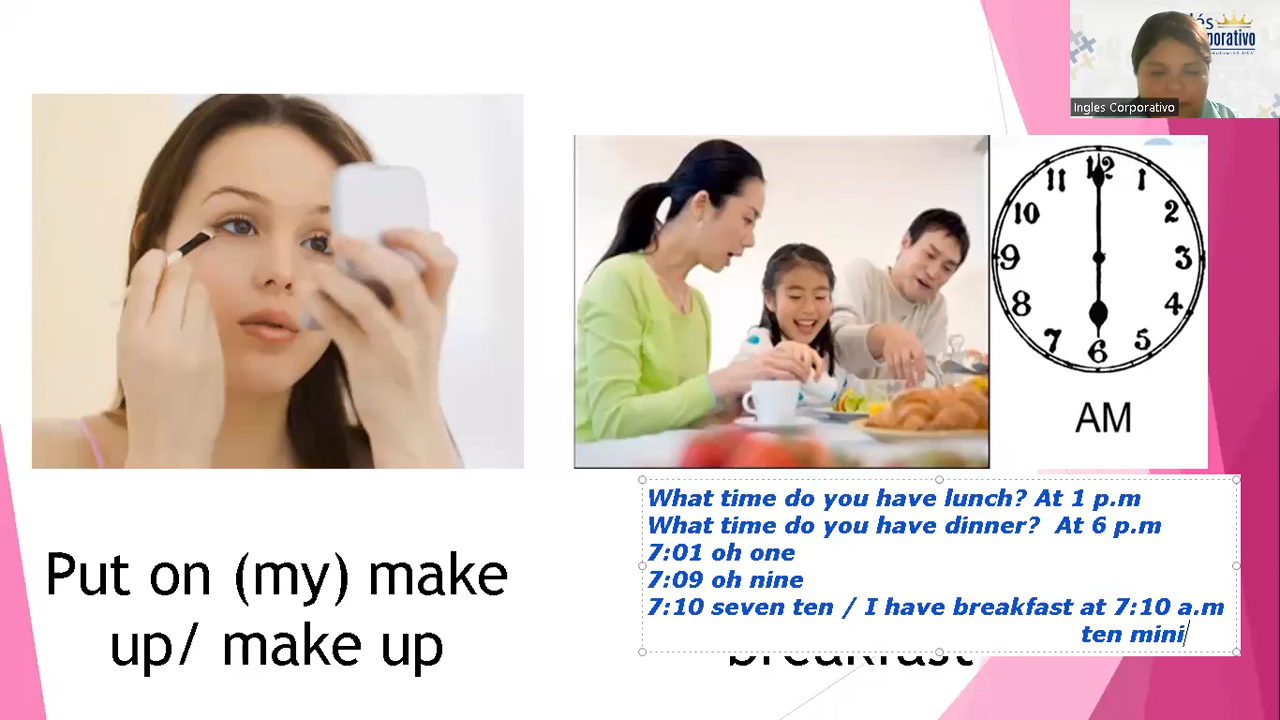 Inglés
Corporativo
Ingles Corporativo
12
11 1
10 2
9 3
8 4
7 5
6
AM
What time do you have lunch? At 1 p.m
What time do you have dinner?  At 6 p.m
7:01 oh one
7:09 oh nine
7:10 seven ten / I have breakfast at 7:10 a.m
ten mini
Put on (my) make
up/ make up
breakfast